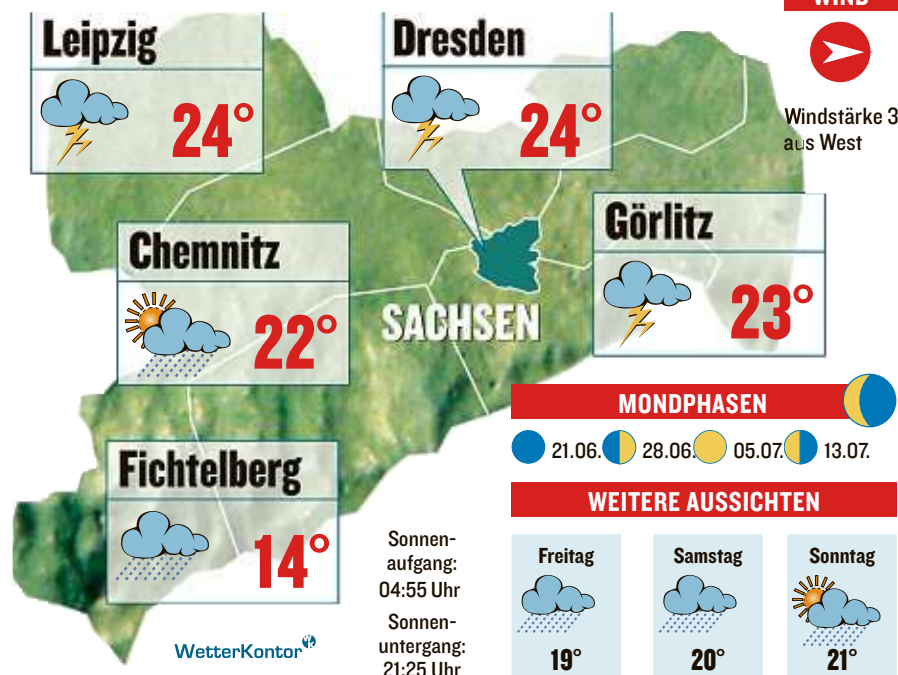 WIND
Leipzig
24°
Dresden
24°
Windstärke 3
aus West
Chemnitz
22°
Görlitz
23°
SACHSEN
Fichtelberg
14°
MONDPHASEN
21.06. 28.06. 05.07. 13.07.
WEITERE AUSSICHTEN
Sonnen-
aufgang:
04:55 Uhr
Sonnen-
untergang:
21:25 Uhr
Freitag
19°
Samstag
20°
Sonntag
21°
WetterKontor